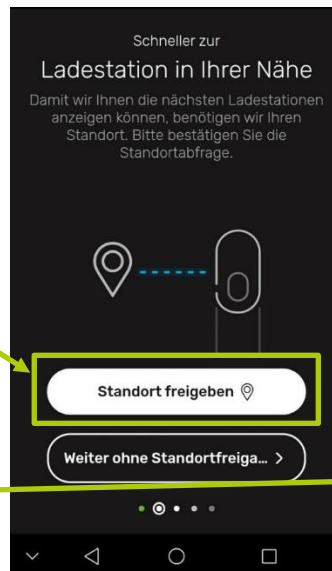 Schneller zur
Ladestation in Ihrer Nähe
Damit wir Ihnen die nächsten Ladestationen
anzeigen können, benötigen wir Ihren
Standort. Bitte bestätigen Sie die
Standortabfrage.
Standort freigeben
Weiter ohne Standortfreiga... >